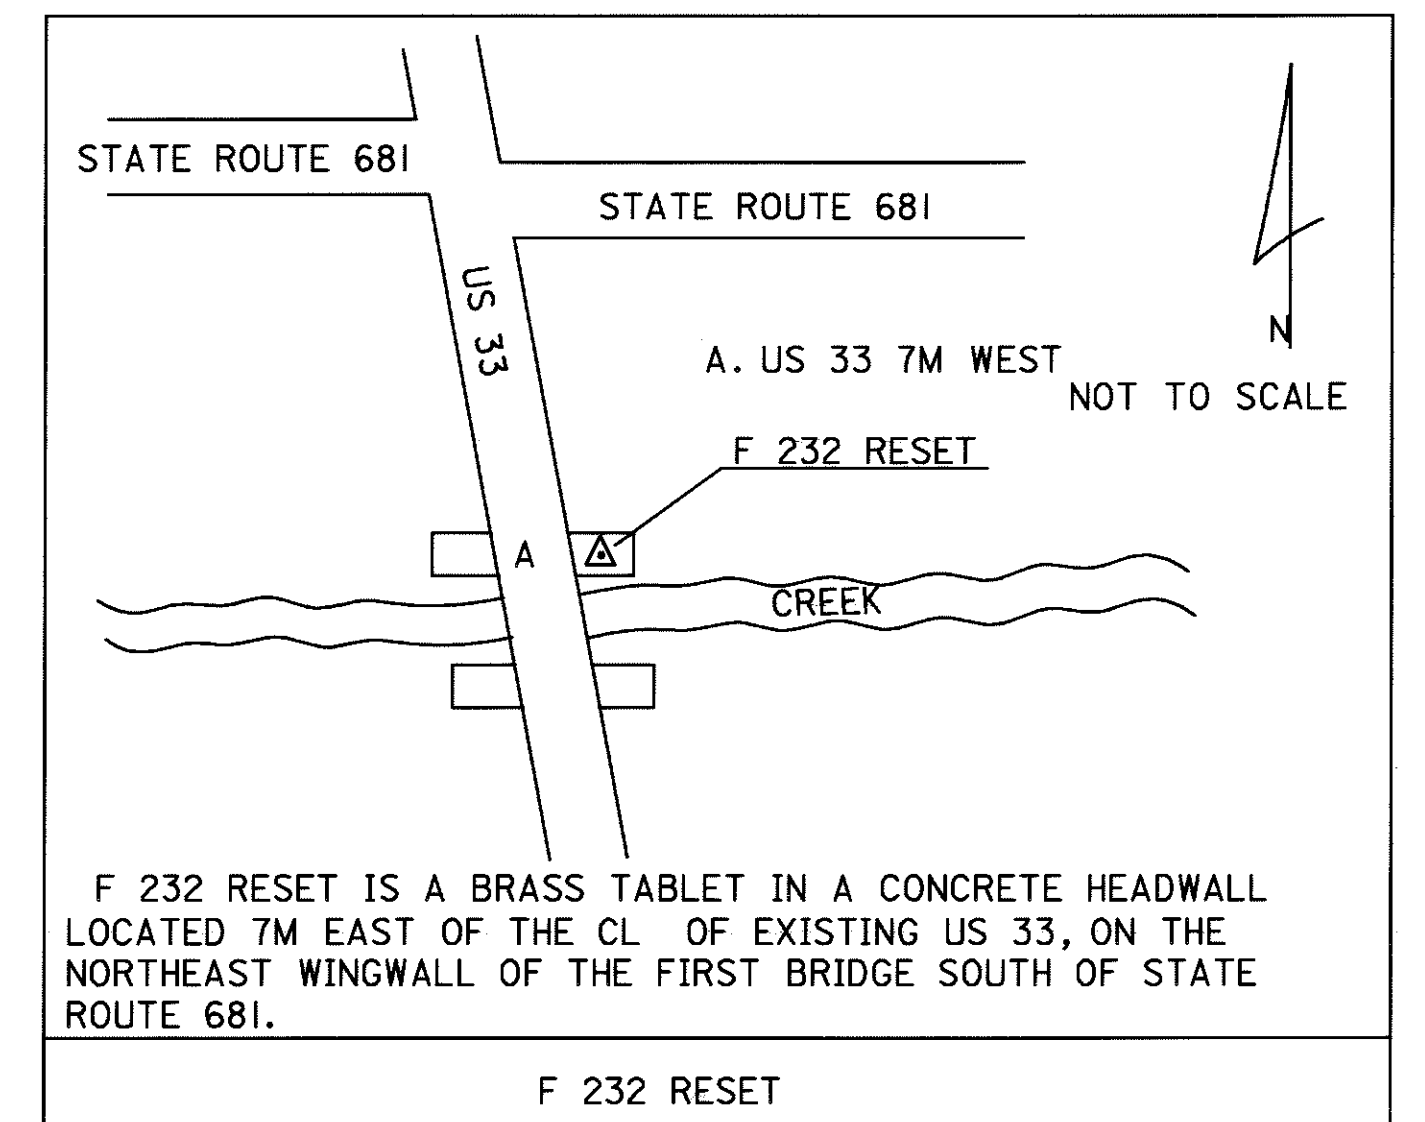 STATE ROUTE 681
STATE ROUTE 681
US 33
N
A. US 33 7M WEST
NOT TO SCALE
F 232 RESET
A
CREEK
F 232 RESET IS A BRASS TABLET IN A CONCRETE HEADWALL
LOCATED 7M EAST OF THE CL OF EXISTING US 33, ON THE
NORTHEAST WINGWALL OF THE FIRST BRIDGE SOUTH OF STATE
ROUTE 681.
F 232 RESET